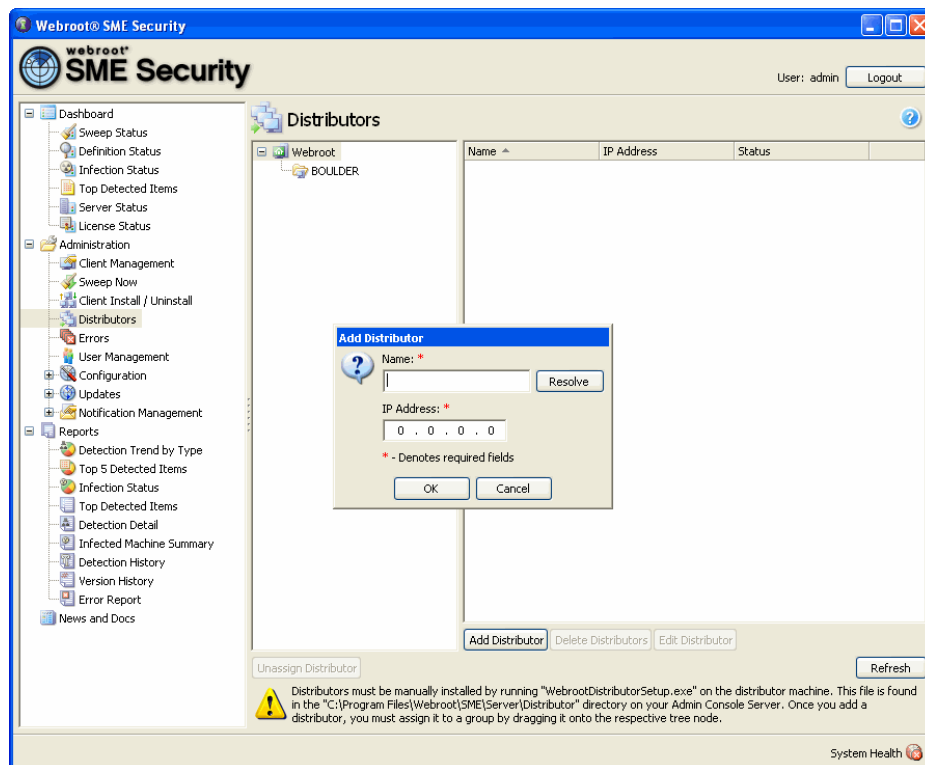 Webroot® SME Security
webroot®
SME Security
User: admin
Logout
Dashboard
Sweep Status
Definition Status
Infection Status
Top Detected Items
Server Status
License Status
Administration
Client Management
Sweep Now
Client Install / Uninstall
Distributors
Errors
User Management
Configuration
Updates
Notification Management
Reports
Detection Trend by Type
Top 5 Detected Items
Infection Status
Top Detected Items
Detection Detail
Infected Machine Summary
Detection History
Version History
Error Report
News and Docs
Distributors
Webroot
BOULDER
Name IP Address Status
Add Distributor
Name: *
Resolve
IP Address: *
0 . 0 . 0 . 0
* - Denotes required fields
OK Cancel
Add Distributor Delete Distributors Edit Distributor
Unassign Distributor
Refresh
Distributors must be manually installed by running "WebrootDistributorSetup.exe" on the distributor machine. This file is found
in the "C:\Program Files\Webroot\SME\Server\Distributor" directory on your Admin Console Server. Once you add a
distributor, you must assign it to a group by dragging it onto the respective tree node.
System Health